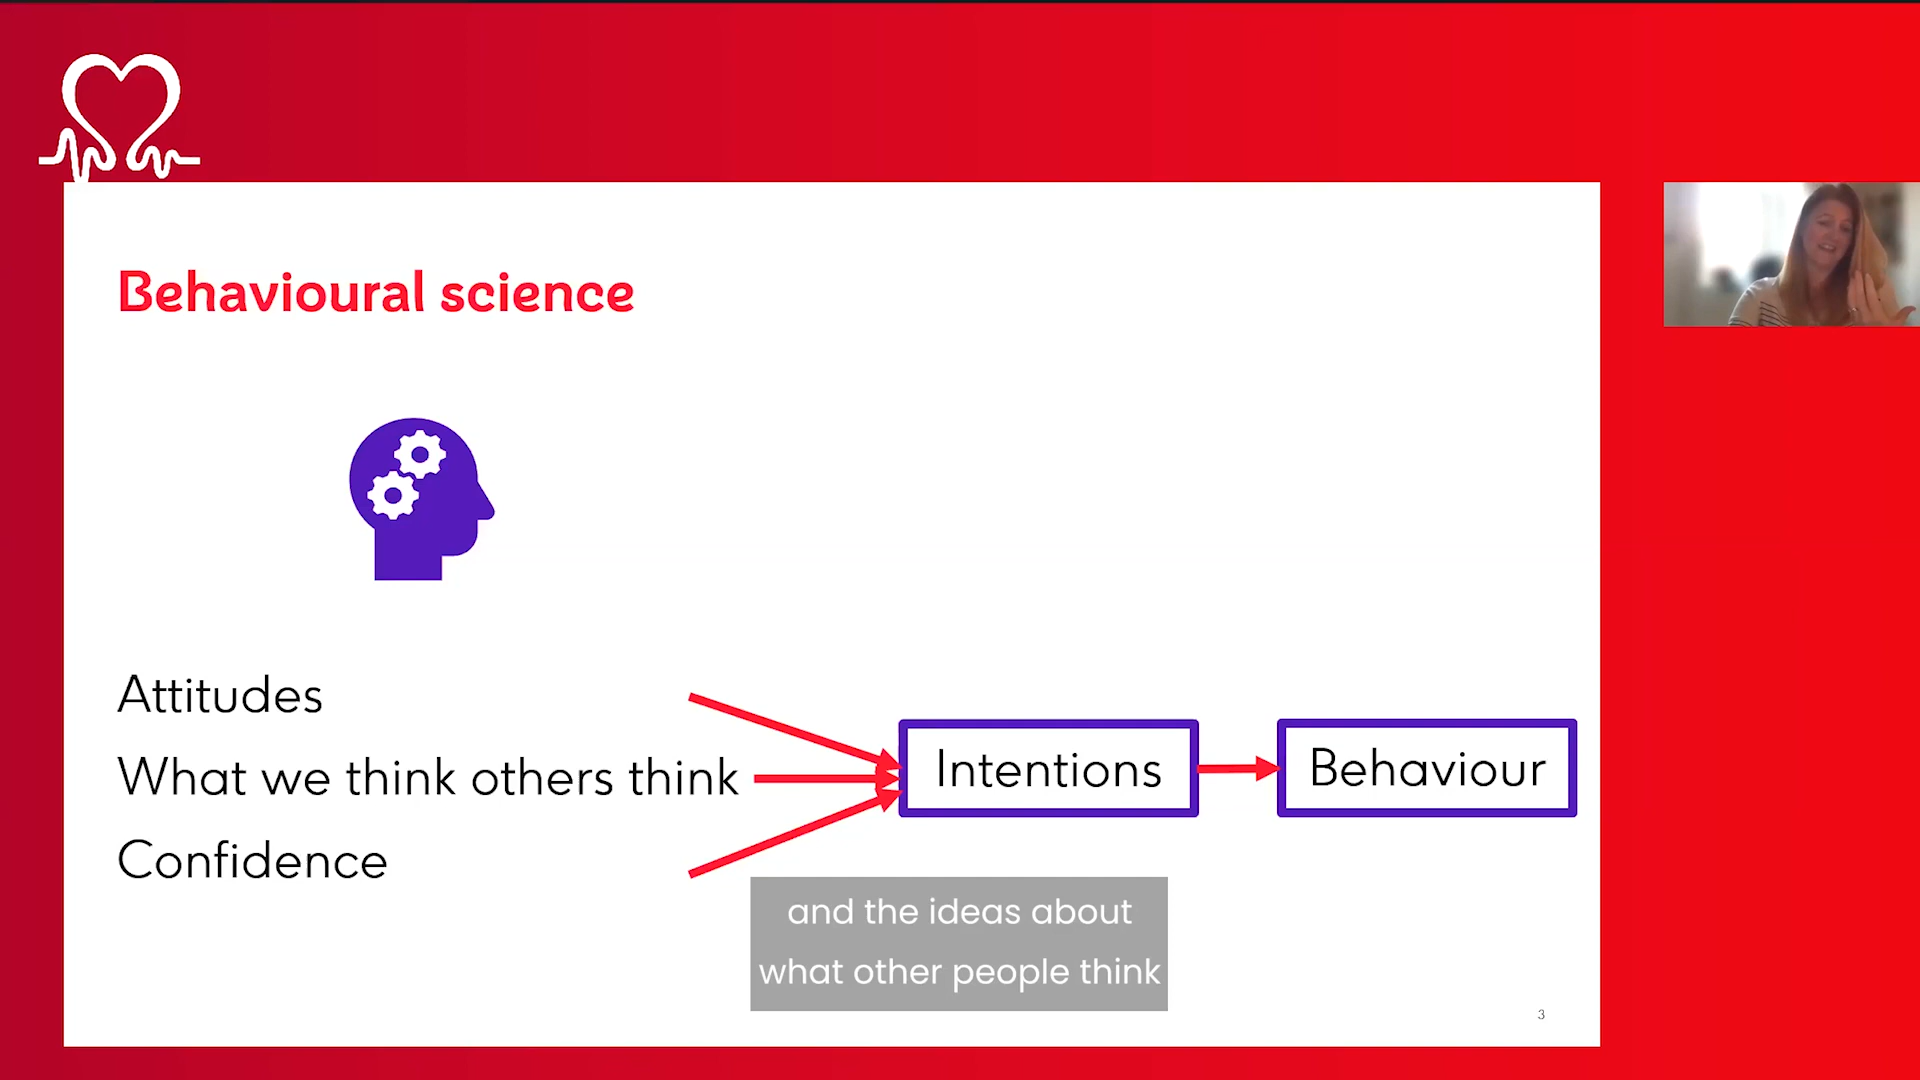 Behavioural science
Attitudes
What we think others think
Confidence
Intentions
Behaviour
and the ideas about
what other people think
3